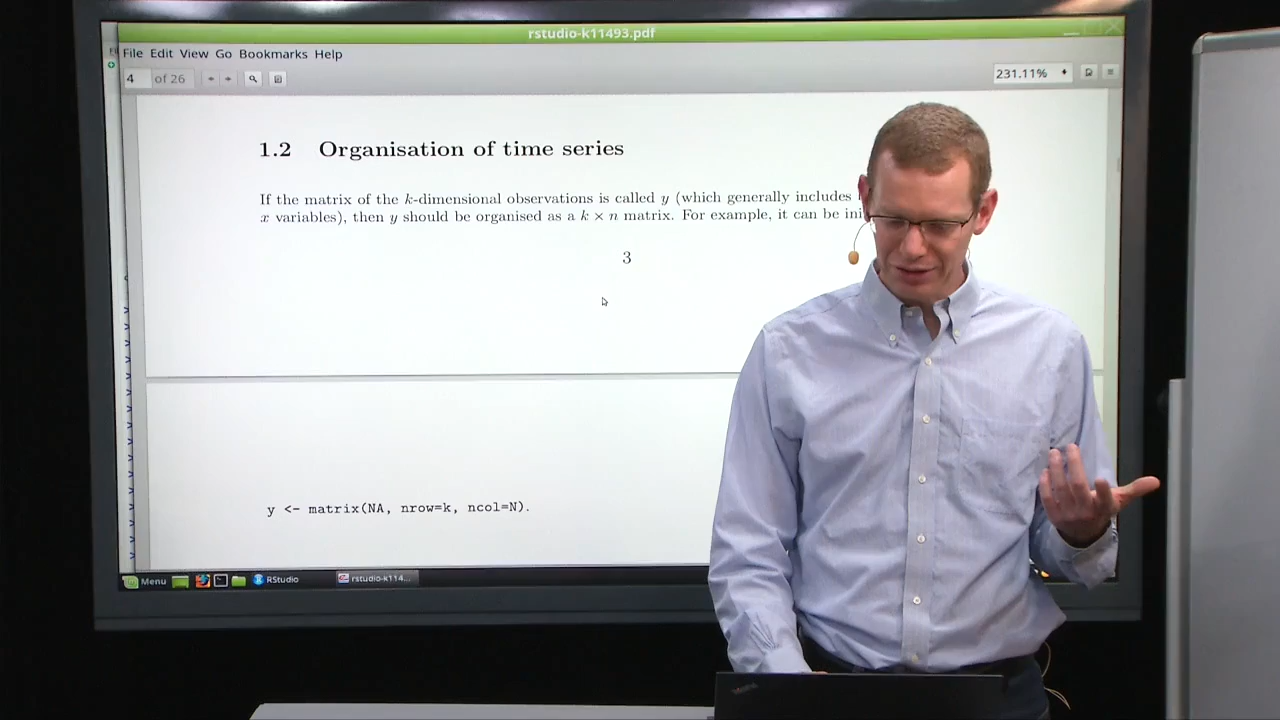 rstudio-k11493.pdf
File Edit View Go Bookmarks Help
4 of 26
231.11%
1.2 Organisation of time series
If the matrix of the k-dimensional observations is called y (which generally includes
x variables), then y should be organised as a k × n matrix. For example, it can be
3
y <- matrix(NA, nrow=k, ncol=N).
Menu RStudio rstudio-k114...